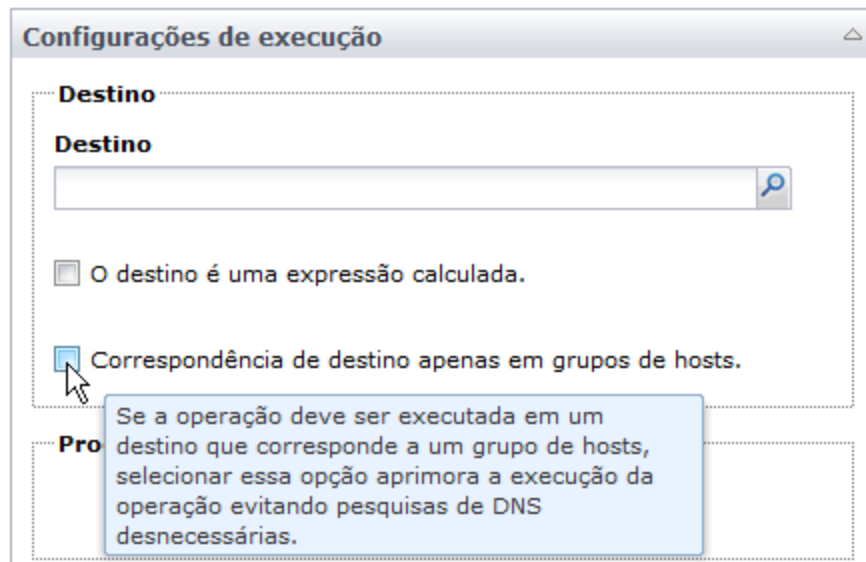 Configurações de execução
Destino
Destino
O destino é uma expressão calculada.
Correspondência de destino apenas em grupos de hosts.
Se a operação deve ser executada em um
destino que corresponde a um grupo de hosts,
selecionar essa opção aprimora a execução da
operação evitando pesquisas de DNS
desnecessárias.
Pro